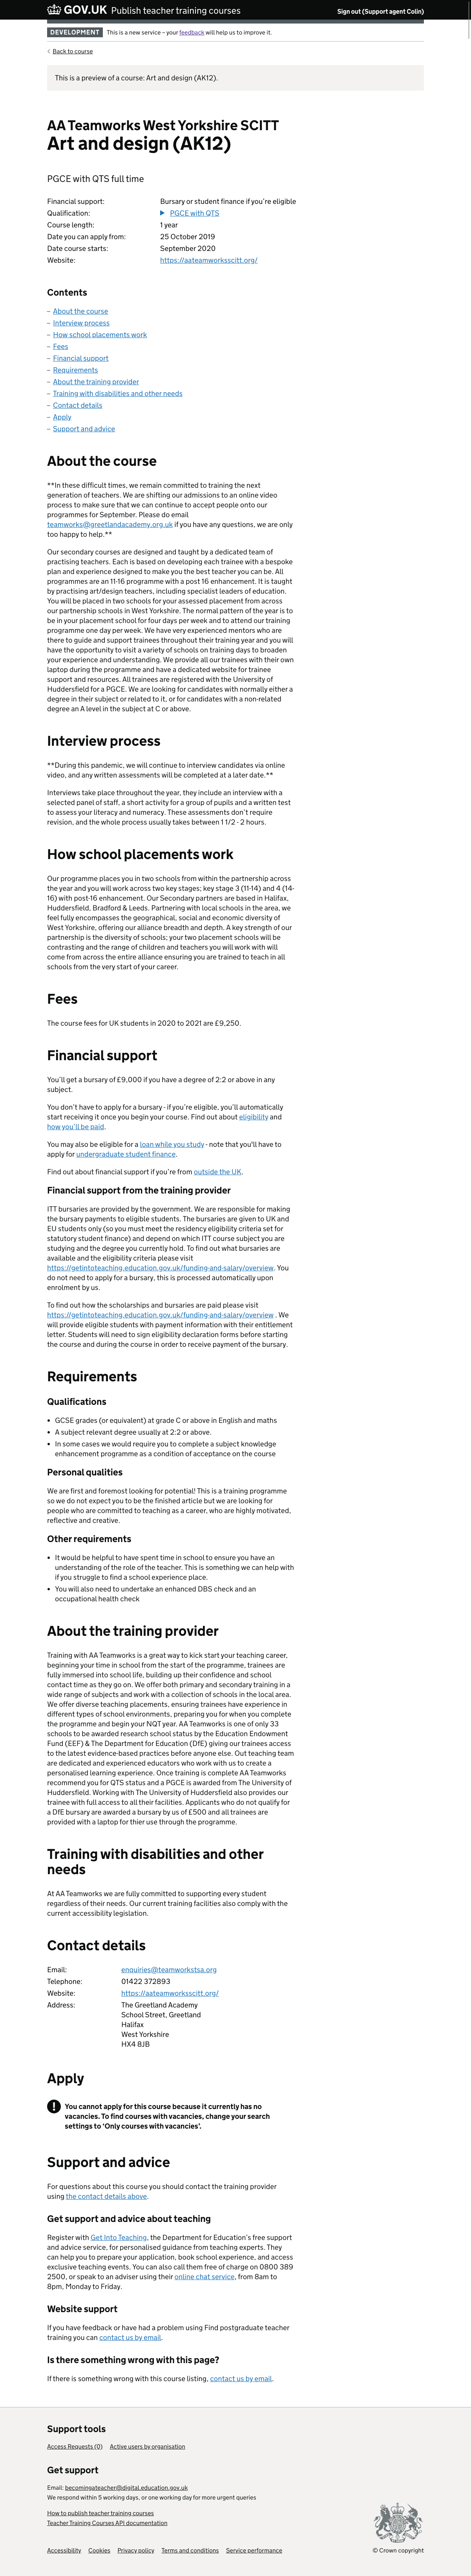 GOV.UK Publish teacher training courses
Sign out (Support agent Colin)
DEVELOPMENT This is a new service – your feedback will help us to improve it.
Back to course
This is a preview of a course: Art and design (AK12).
AA Teamworks West Yorkshire SCITT
Art and design (AK12)
PGCE with QTS full time
Financial support: Bursary or student finance if you’re eligible
Qualification: PGCE with QTS
Course length: 1 year
Date you can apply from: 25 October 2019
Date course starts: September 2020
Website: https://aateamworksscitt.org/
Contents
– About the course
– Interview process
– How school placements work
– Fees
– Financial support
– Requirements
– About the training provider
– Training with disabilities and other needs
– Contact details
– Apply
– Support and advice
About the course
**In these difficult times, we remain committed to training the next
generation of teachers. We are shifting our admissions to an online video
process to make sure that we can continue to accept people onto our
programmes for September. Please do email
teamworks@greetlandacademy.org.uk if you have any questions, we are only
too happy to help.**
Our secondary courses are designed and taught by a dedicated team of
practising teachers. Each is based on developing each trainee with a bespoke
plan and experience designed to make you the best teacher you can be. All
programmes are an 11-16 programme with a post 16 enhancement. It is taught
by practising art/design teachers, including specialist leaders of education.
You will be placed in two schools for your assessed placement from across
our partnership schools in West Yorkshire. The normal pattern of the year is to
be in your placement school for four days per week and to attend our training
programme one day per week. We have very experienced mentors who are
there to guide and support trainees throughout their training year and you will
have the opportunity to visit a variety of schools on training days to broaden
your experience and understanding. We provide all our trainees with their own
laptop during the programme and have a dedicated website for trainee
support and resources. All trainees are registered with the University of
Huddersfield for a PGCE. We are looking for candidates with normally either a
degree in their subject or related to it, or for candidates with a non-related
degree an A level in the subject at C or above.
Interview process
**During this pandemic, we will continue to interview candidates via online
video, and any written assessments will be completed at a later date.**
Interviews take place throughout the year, they include an interview with a
selected panel of staff, a short activity for a group of pupils and a written test
to assess your literacy and numeracy. These assessments don’t require
revision, and the whole process usually takes between 1 1/2 - 2 hours.
How school placements work
Our programme places you in two schools from within the partnership across
the year you will work across two key stages; key stage 3 (11-14) and 4 (14-
16) with post-16 enhancement. Our Secondary partners are based in Halifax,
Huddersfield, Bradford & Leeds. Partnering with local schools in the area, we
feel fully encompasses the geographical, social and economic diversity of
West Yorkshire, offering our alliance breadth and depth. A key strength of our
partnership is the diversity of schools; your two placement schools will be
contrasting and the range of children and teachers you will work with will
come from across the entire alliance ensuring you are trained to teach in all
schools from the very start of your career.
Fees
The course fees for UK students in 2020 to 2021 are £9,250.
Financial support
You’ll get a bursary of £9,000 if you have a degree of 2:2 or above in any
subject.
You don’t have to apply for a bursary - if you’re eligible, you’ll automatically
start receiving it once you begin your course. Find out about eligibility and
how you’ll be paid.
You may also be eligible for a loan while you study - note that you’ll have to
apply for undergraduate student finance.
Find out about financial support if you’re from outside the UK.
Financial support from the training provider
ITT bursaries are provided by the government. We are responsible for making
the bursary payments to eligible students. The bursaries are given to UK and
EU students only (so you must meet the residency eligibility criteria set for
statutory student finance) and depend on which ITT course subject you are
studying and the degree you currently hold. To find out what bursaries are
available and the eligibility criteria please visit
https://getintoteaching.education.gov.uk/funding-and-salary/overview. You
do not need to apply for a bursary, this is processed automatically upon
enrolment by us.
To find out how the scholarships and bursaries are paid please visit
https://getintoteaching.education.gov.uk/funding-and-salary/overview . We
will provide eligible students with payment information with their entitlement
letter. Students will need to sign eligibility declaration forms before starting
the course and during the course in order to receive payment of the bursary.
Requirements
Qualifications
• GCSE grades (or equivalent) at grade C or above in English and maths
• A subject relevant degree usually at 2:2 or above.
• In some cases we would require you to complete a subject knowledge
enhancement programme as a condition of acceptance on the course
Personal qualities
We are first and foremost looking for potential! This is a training programme
so we do not expect you to be the finished article but we are looking for
people who are committed to teaching as a career, who are highly motivated,
reflective and creative.
Other requirements
• It would be helpful to have spent time in school to ensure you have an
understanding of the role of the teacher. This is something we can help with
if you struggle to find a school experience place.
• You will also need to undertake an enhanced DBS check and an
occupational health check
About the training provider
Training with AA Teamworks is a great way to kick start your teaching career,
beginning your time in school from the start of the programme, trainees are
fully immersed into school life, building up their confidence and school
contact time as they go on. We offer both primary and secondary training in a
wide range of subjects and work with a collection of schools in the local area.
We offer diverse teaching placements, ensuring trainees have experience in
different types of school environments, preparing you for when you complete
the programme and begin your NQT year. AA Teamworks is one of only 33
schools to be awarded research school status by the Education Endowment
Fund (EEF) & The Department for Education (DfE) giving our trainees access
to the latest evidence-based practices before anyone else. Our teaching team
are dedicated and experienced educators who work with us to create a
personalised learning experience. Once training is complete AA Teamworks
recommend you for QTS status and a PGCE is awarded from The University of
Huddersfield. Working with The University of Huddersfield also provides our
trainee with full access to all their facilities. Applicants who do not qualify for
a DfE bursary are awarded a bursary by us of £500 and all trainees are
provided with a laptop for thier use through the programme.
Training with disabilities and other
needs
At AA Teamworks we are fully committed to supporting every student
regardless of their needs. Our current training facilities also comply with the
current accessibility legislation.
Contact details
Email: enquiries@teamworkstsa.org
Telephone: 01422 372893
Website: https://aateamworksscitt.org/
Address: The Greetland Academy
School Street, Greetland
Halifax
West Yorkshire
HX4 8JB
Apply
! You cannot apply for this course because it currently has no
vacancies. To find courses with vacancies, change your search
settings to ‘Only courses with vacancies’.
Support and advice
For questions about this course you should contact the training provider
using the contact details above.
Get support and advice about teaching
Register with Get Into Teaching, the Department for Education’s free support
and advice service, for personalised guidance from teaching experts. They
can help you to prepare your application, book school experience, and access
exclusive teaching events. You can also call them free of charge on 0800 389
2500, or speak to an adviser using their online chat service, from 8am to
8pm, Monday to Friday.
Website support
If you have feedback or have had a problem using Find postgraduate teacher
training you can contact us by email.
Is there something wrong with this page?
If there is something wrong with this course listing, contact us by email.
Support tools
Access Requests (0) Active users by organisation
Get support
Email: becomingateacher@digital.education.gov.uk
We respond within 5 working days, or one working day for more urgent queries
How to publish teacher training courses
Teacher Training Courses API documentation
Accessibility Cookies Privacy policy Terms and conditions Service performance
© Crown copyright